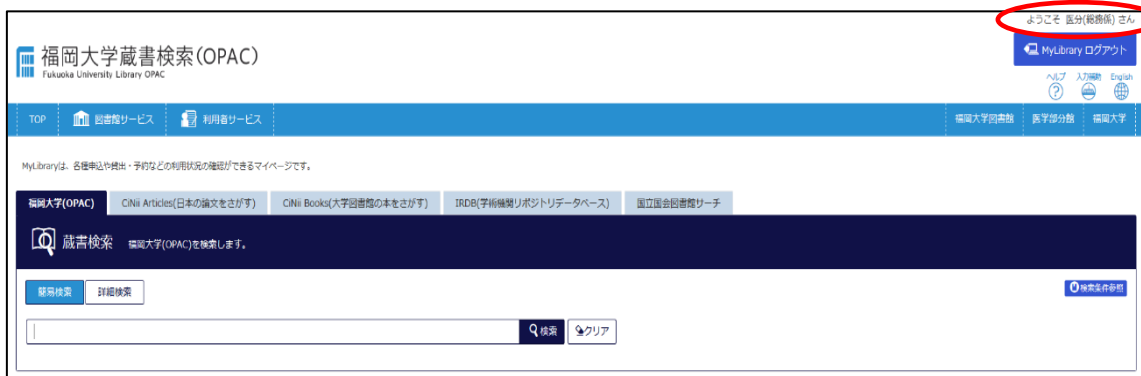 ようこそ 医分(総務係) さん
福岡大学蔵書検索(OPAC)
Fukuoka University Library OPAC
MyLibrary ログアウト
ヘルプ 入力補助 English
TOP 図書館サービス 利用者サービス 福岡大学図書館 医学部分館 福岡大学
MyLibraryは、各種申込や貸出・予約などの利用状況の確認ができるマイページです。
福岡大学(OPAC) CiNii Articles(日本の論文をさがす) CiNii Books(大学図書館の本をさがす) IRDB(学術機関リポジトリデータベース) 国立国会図書館サーチ
蔵書検索 福岡大学(OPAC)を検索します。
簡易検索 詳細検索 検索条件参照
検索 クリア